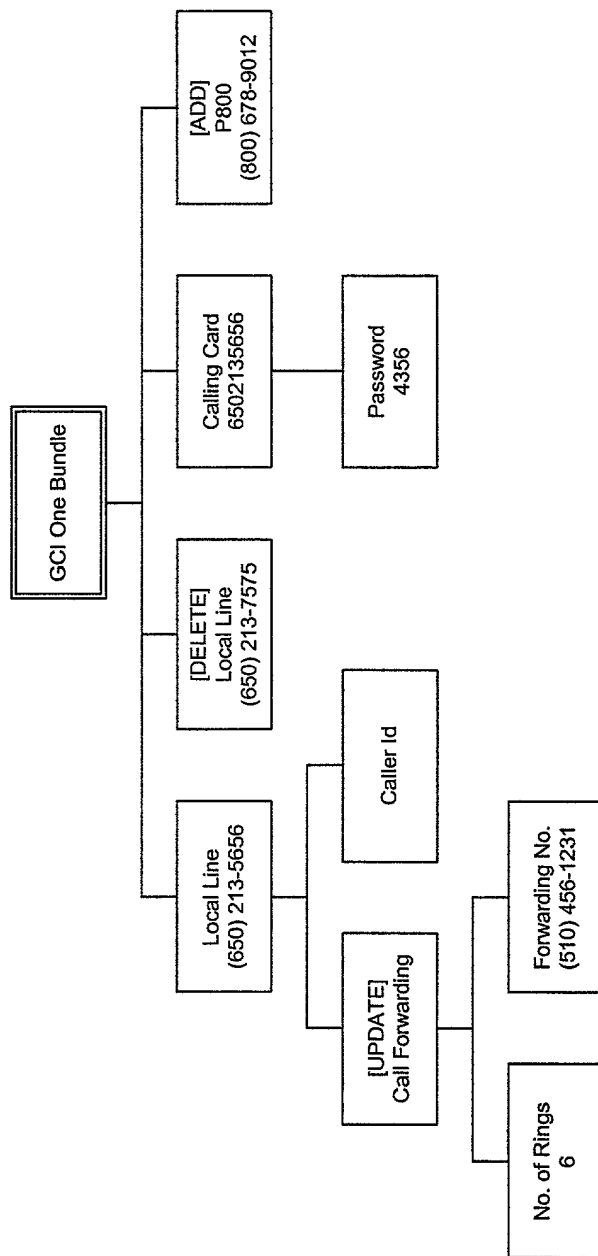 GCI One Bundle
Local Line
(650) 213-5656
[DELETE]
Local Line
(650) 213-7575
Calling Card
6502135656
[ADD]
P800
(800) 678-9012
[UPDATE]
Call Forwarding
Caller Id
Password
4356
No. of Rings
6
Forwarding No.
(510) 456-1231